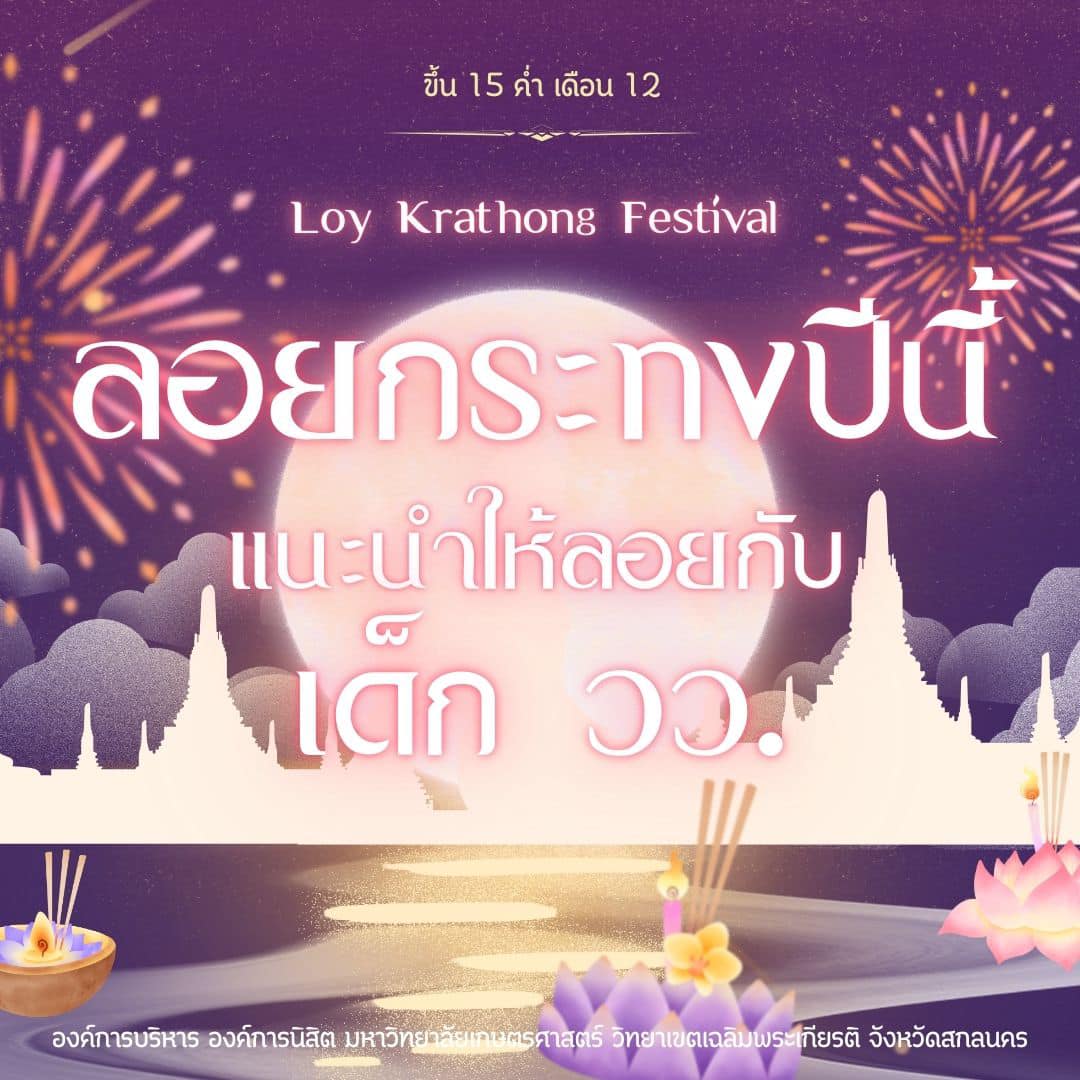 ขึ้น 15 ค่ำ เดือน 12
Loy Krathong Festival
ลอยกระทงปีนี้
แนะนำให้ลอยกับ
เด็ก วว.
องค์การบริหาร องค์การนิสิต มหาวิทยาลัยเกษตรศาสตร์ วิทยาเขตเฉลิมพระเกียรติ จังหวัดสกลนคร